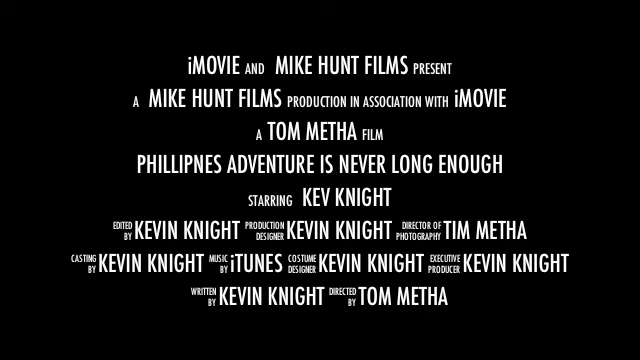 iMOVIE AND MIKE HUNT FILMS PRESENT
A MIKE HUNT FILMS PRODUCTION IN ASSOCIATION WITH iMOVIE
A TOM METHA FILM
PHILLIPNES ADVENTURE IS NEVER LONG ENOUGH
STARRING KEV KNIGHT
EDITED BY KEVIN KNIGHT PRODUCTION DESIGNER KEVIN KNIGHT DIRECTOR OF PHOTOGRAPHY TIM METHA
CASTING BY KEVIN KNIGHT MUSIC BY iTUNES COSTUME DESIGNER KEVIN KNIGHT EXECUTIVE PRODUCER KEVIN KNIGHT
WRITTEN BY KEVIN KNIGHT DIRECTED BY TOM METHA